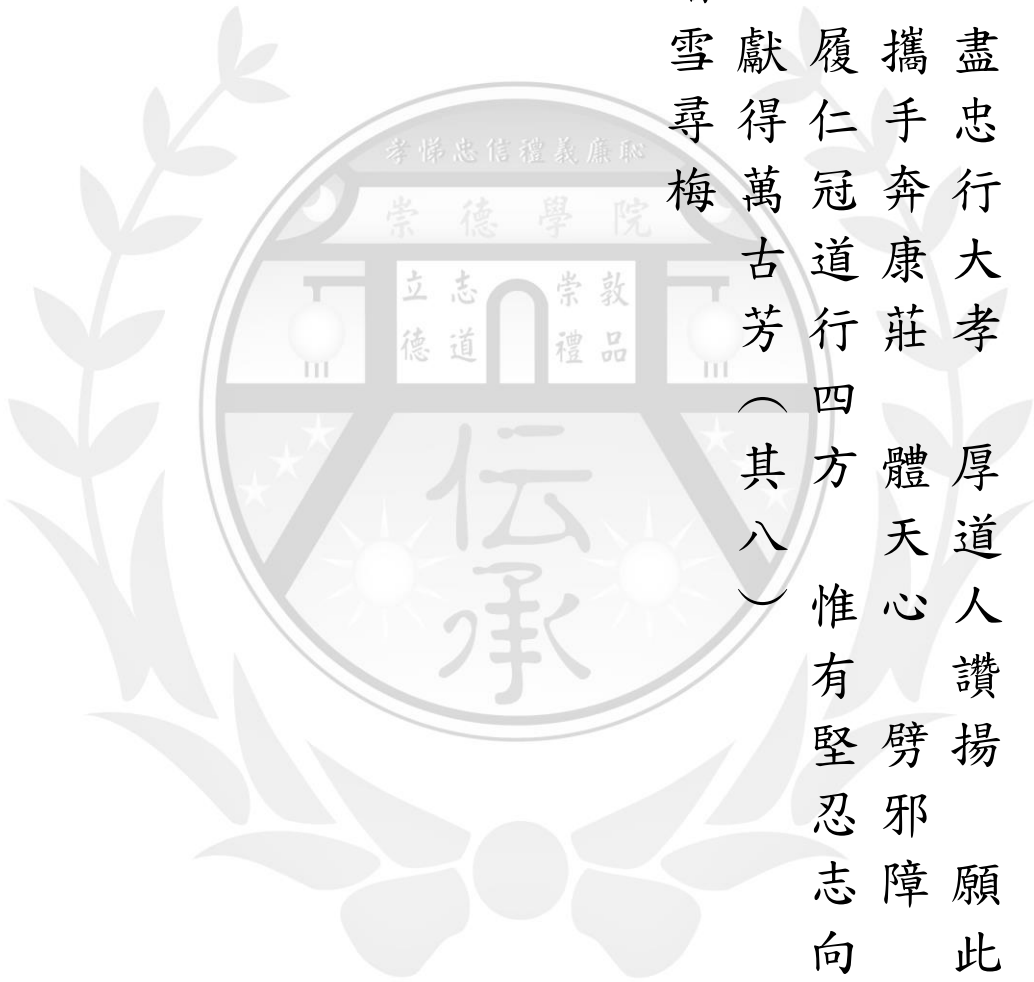 盡忠行大孝　厚道人讚揚　願此
攜手奔康莊　體天心　劈邪障
履仁冠道行四方　惟有堅忍志向
獻得萬古芳（其八）
雪尋梅
孝悌忠信禮義廉恥
崇德學院
敦品
崇禮
志道
立德
伝承